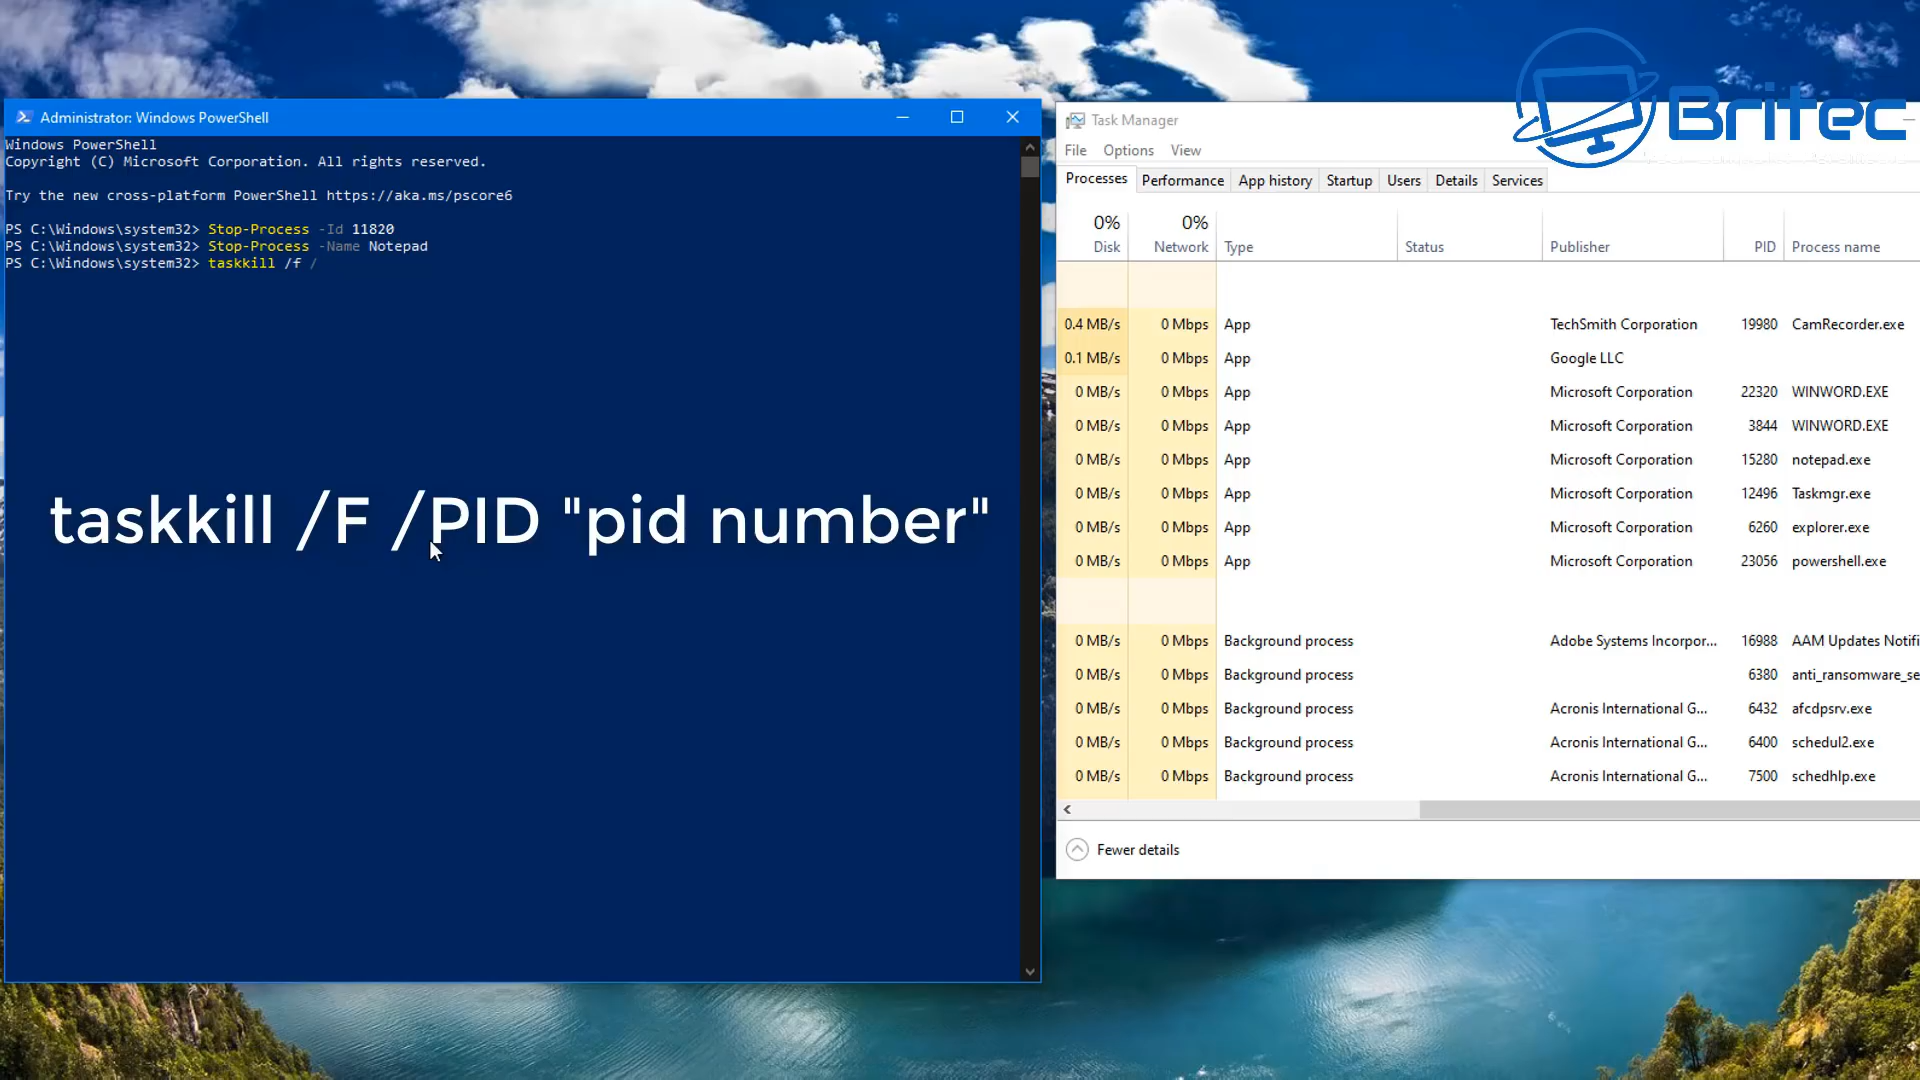 Britec
Administrator: Windows PowerShell
Windows PowerShell
Copyright (C) Microsoft Corporation. All rights reserved.
Try the new cross-platform PowerShell https://aka.ms/pscore6
PS C:\Windows\system32> Stop-Process -Id 11820
PS C:\Windows\system32> Stop-Process -Name Notepad
PS C:\Windows\system32> taskkill /f /
taskkill /F /PID "pid number"
Task Manager
File Options View
Processes Performance App history Startup Users Details Services
0% 0%
Disk Network Type Status Publisher PID Process name
0.4 MB/s 0 Mbps App TechSmith Corporation 19980 CamRecorder.exe
0.1 MB/s 0 Mbps App Google LLC
0 MB/s 0 Mbps App Microsoft Corporation 22320 WINWORD.EXE
0 MB/s 0 Mbps App Microsoft Corporation 3844 WINWORD.EXE
0 MB/s 0 Mbps App Microsoft Corporation 15280 notepad.exe
0 MB/s 0 Mbps App Microsoft Corporation 12496 Taskmgr.exe
0 MB/s 0 Mbps App Microsoft Corporation 6260 explorer.exe
0 MB/s 0 Mbps App Microsoft Corporation 23056 powershell.exe
0 MB/s 0 Mbps Background process Adobe Systems Incorpor... 16988 AAM Updates Notifi
0 MB/s 0 Mbps Background process 6380 anti_ransomware_se
0 MB/s 0 Mbps Background process Acronis International G... 6432 afcdpsrv.exe
0 MB/s 0 Mbps Background process Acronis International G... 6400 schedul2.exe
0 MB/s 0 Mbps Background process Acronis International G... 7500 schedhlp.exe
Fewer details